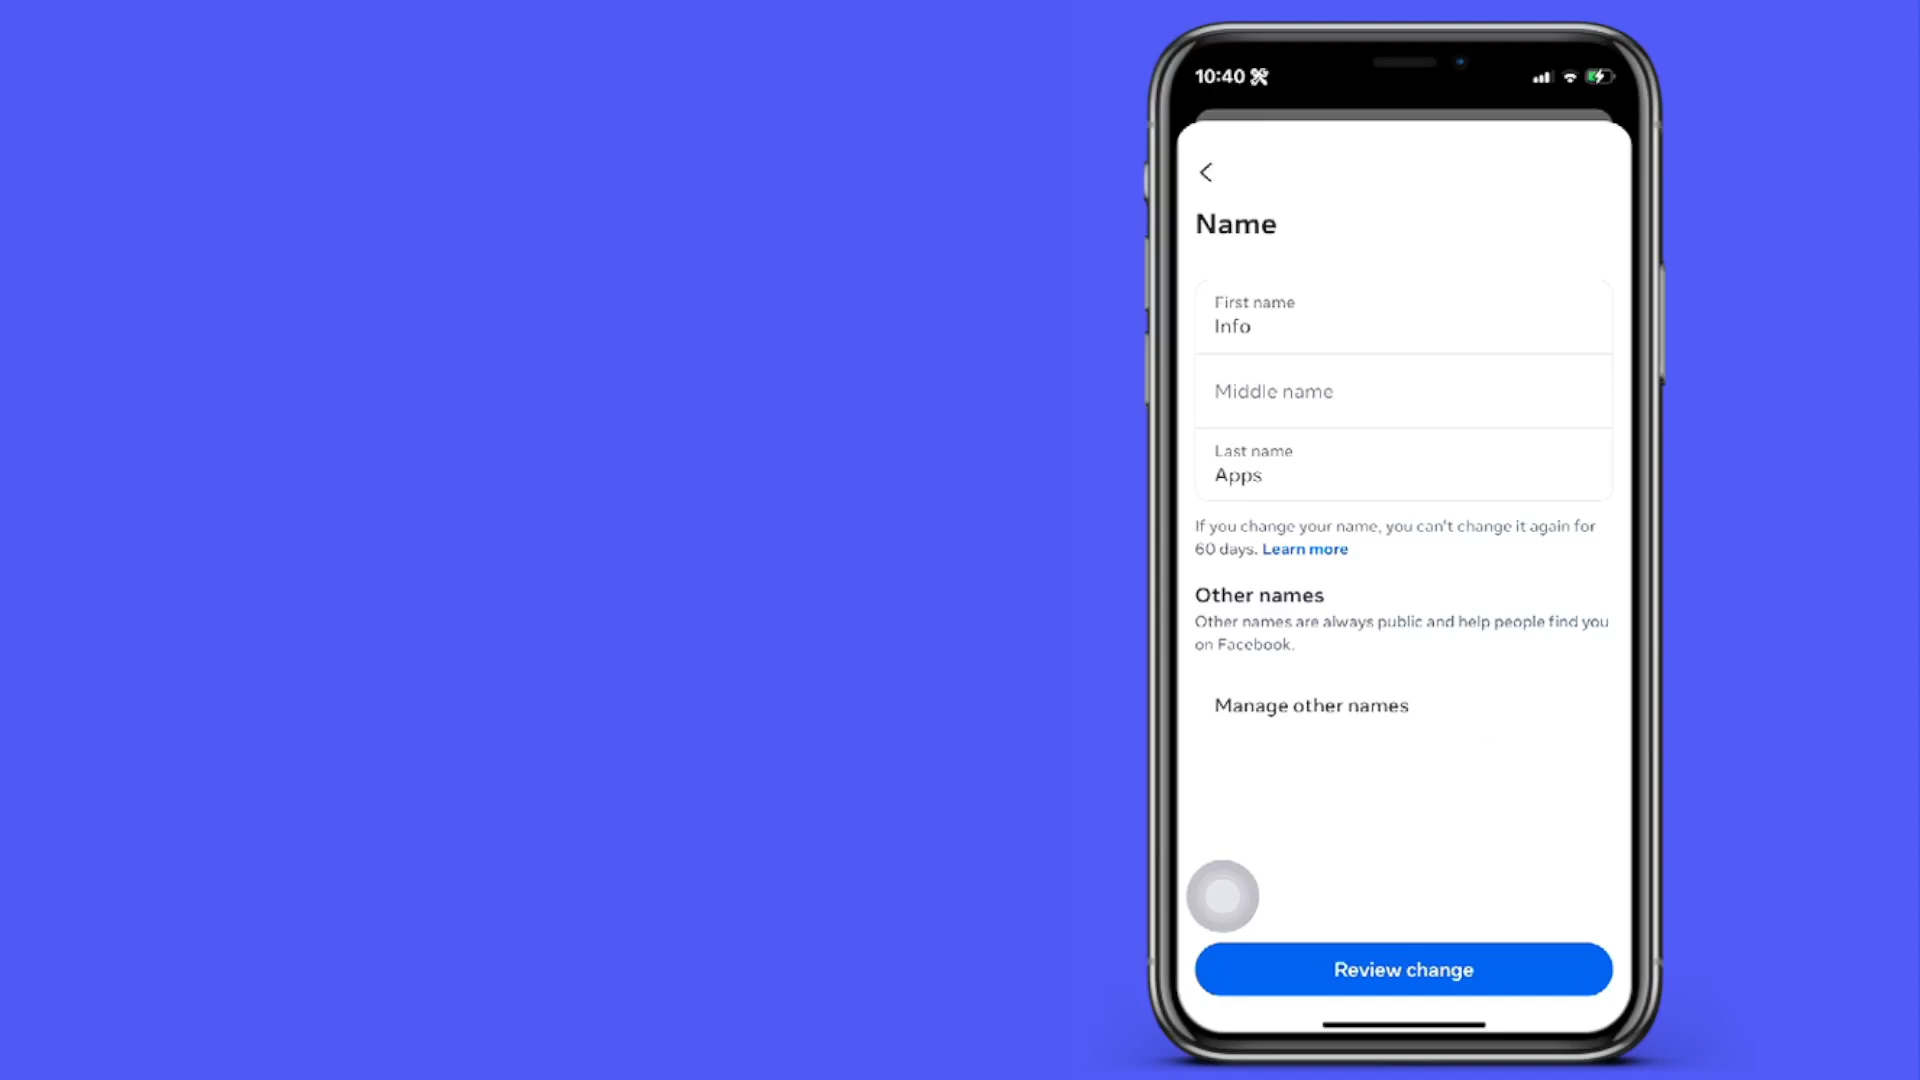 10:40
Name
First name
Info
Middle name
Last name
Apps
If you change your name, you can't change it again for
60 days. Learn more
Other names
Other names are always public and help people find you
on Facebook.
Manage other names
Review change